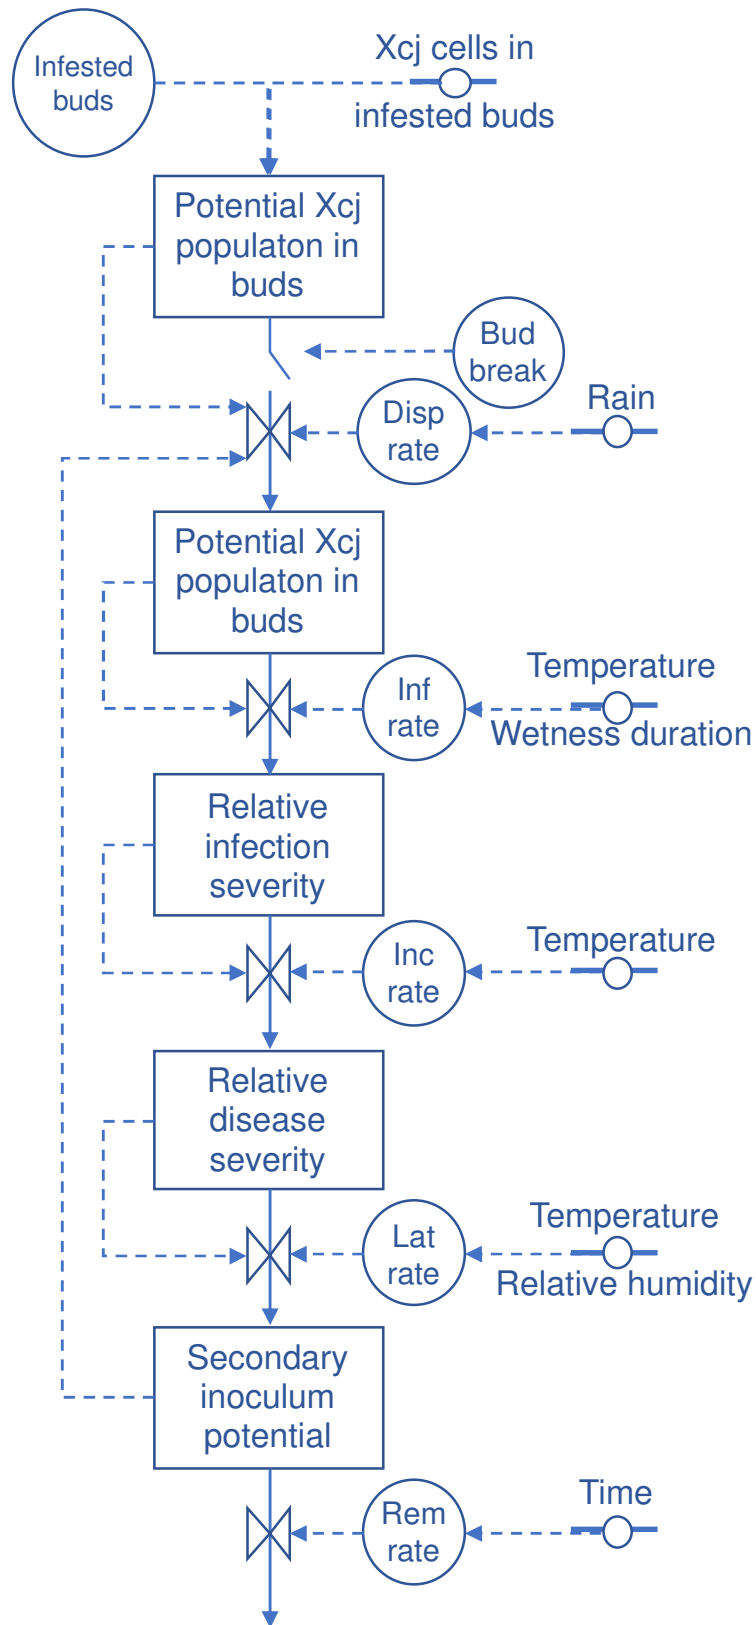 Infested
buds
Xcj cells in
infested buds
Potential Xcj
populaton in
buds
Bud
break
Disp
rate
Rain
Potential Xcj
populaton in
buds
Inf
rate
Temperature
Wetness duration
Relative
infection
severity
Inc
rate
Temperature
Relative
disease
severity
Lat
rate
Temperature
Relative humidity
Secondary
inoculum
potential
Rem
rate
Time